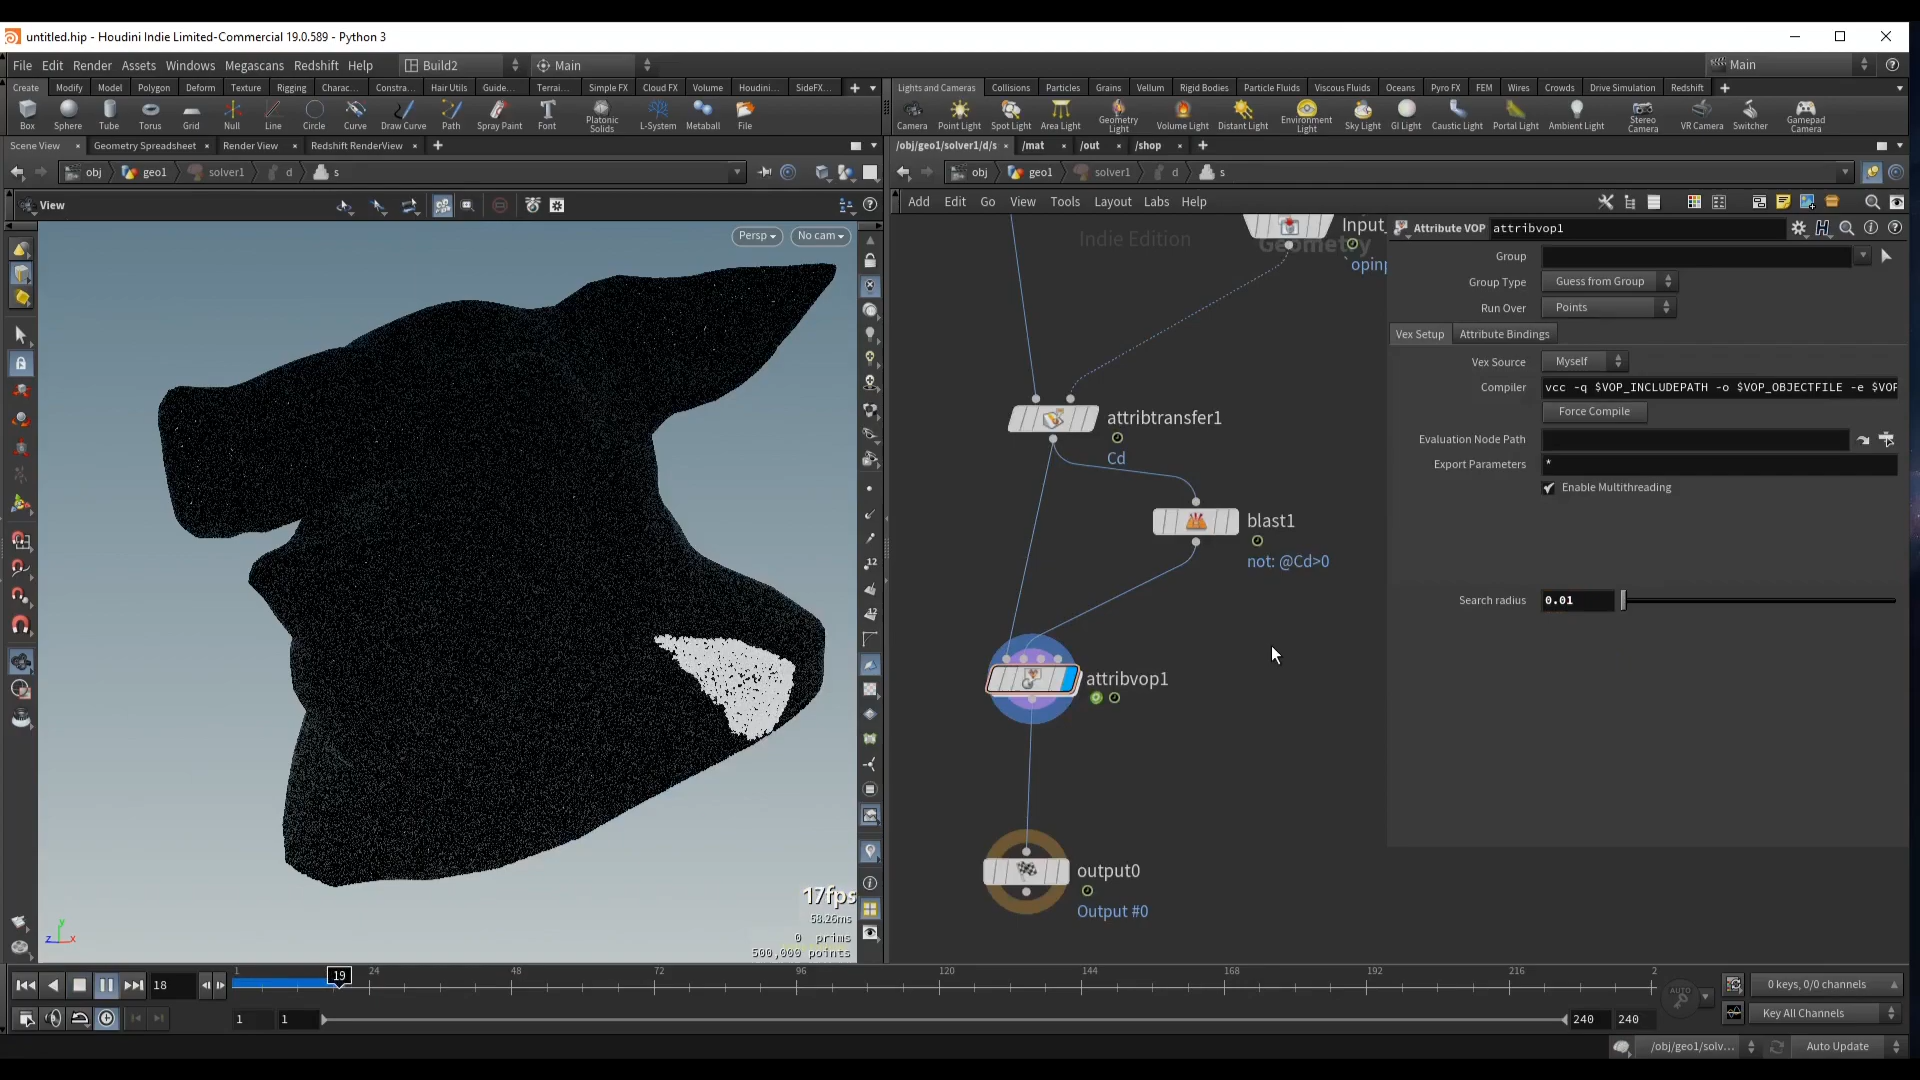 untitled.hip - Houdini Indie Limited-Commercial 19.0.589 - Python 3
File Edit Render Assets Windows Megascans Redshift Help Build2 Main Main
Create Modify Model Polygon Deform Texture Rigging Charac... Constra... Hair Utils Guide... Terrai... Simple FX Cloud FX Volume Houdini... SideFX...
Lights and Cameras Collisions Particles Grains Vellum Rigid Bodies Particle Fluids Viscous Fluids Oceans Pyro FX FEM Wires Crowds Drive Simulation Redshift
Box Sphere Tube Torus Grid Null Line Circle Curve Draw Curve Path Spray Paint Font Platonic Solids L-System Metaball File
Camera Point Light Spot Light Area Light Geometry Light Volume Light Distant Light Environment Light Sky Light GI Light Caustic Light Portal Light Ambient Light Stereo Camera VR Camera Switcher Gamepad Camera
Scene View Geometry Spreadsheet Render View Redshift RenderView
/obj/geo1/solver1/d/s /mat /out /shop
obj geo1 solver1 d s
obj geo1 solver1 d s
View
Add Edit Go View Tools Layout Labs Help
Persp No cam
Indie Edition
Geometry
Input_
opinp
Attribute VOP attribvop1
Group
Group Type Guess from Group
Run Over Points
Vex Setup Attribute Bindings
Vex Source Myself
Compiler vcc -q $VOP_INCLUDEPATH -o $VOP_OBJECTFILE -e $VOP
Force Compile
Evaluation Node Path
Export Parameters *
Enable Multithreading
Search radius 0.01
attribtransfer1
Cd
blast1
not: @Cd>0
attribvop1
output0
Output #0
17fps
58.26ms
0 prims
500,000 points
18
1 19 24 48 72 96 120 144 168 192 216 2
AUTO
0 keys, 0/0 channels
1 1 240 240
Key All Channels
/obj/geo1/solv... Auto Update